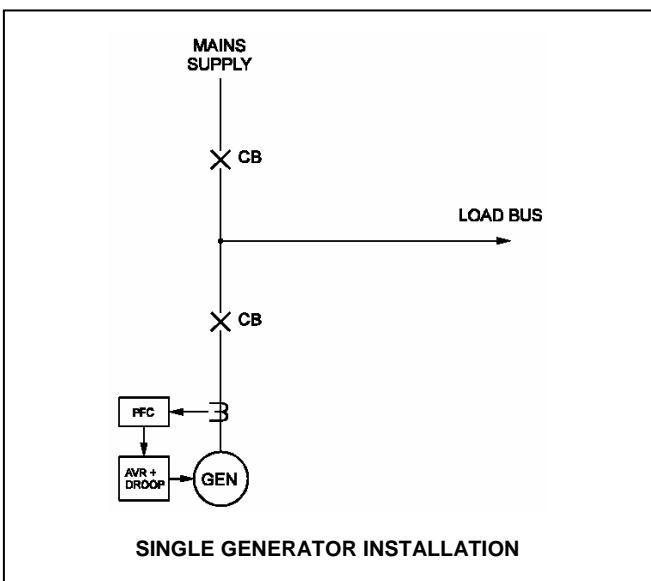 MAINS
SUPPLY
CB
LOAD BUS
CB
PFC
AVR +
DROOP
GEN
SINGLE GENERATOR INSTALLATION